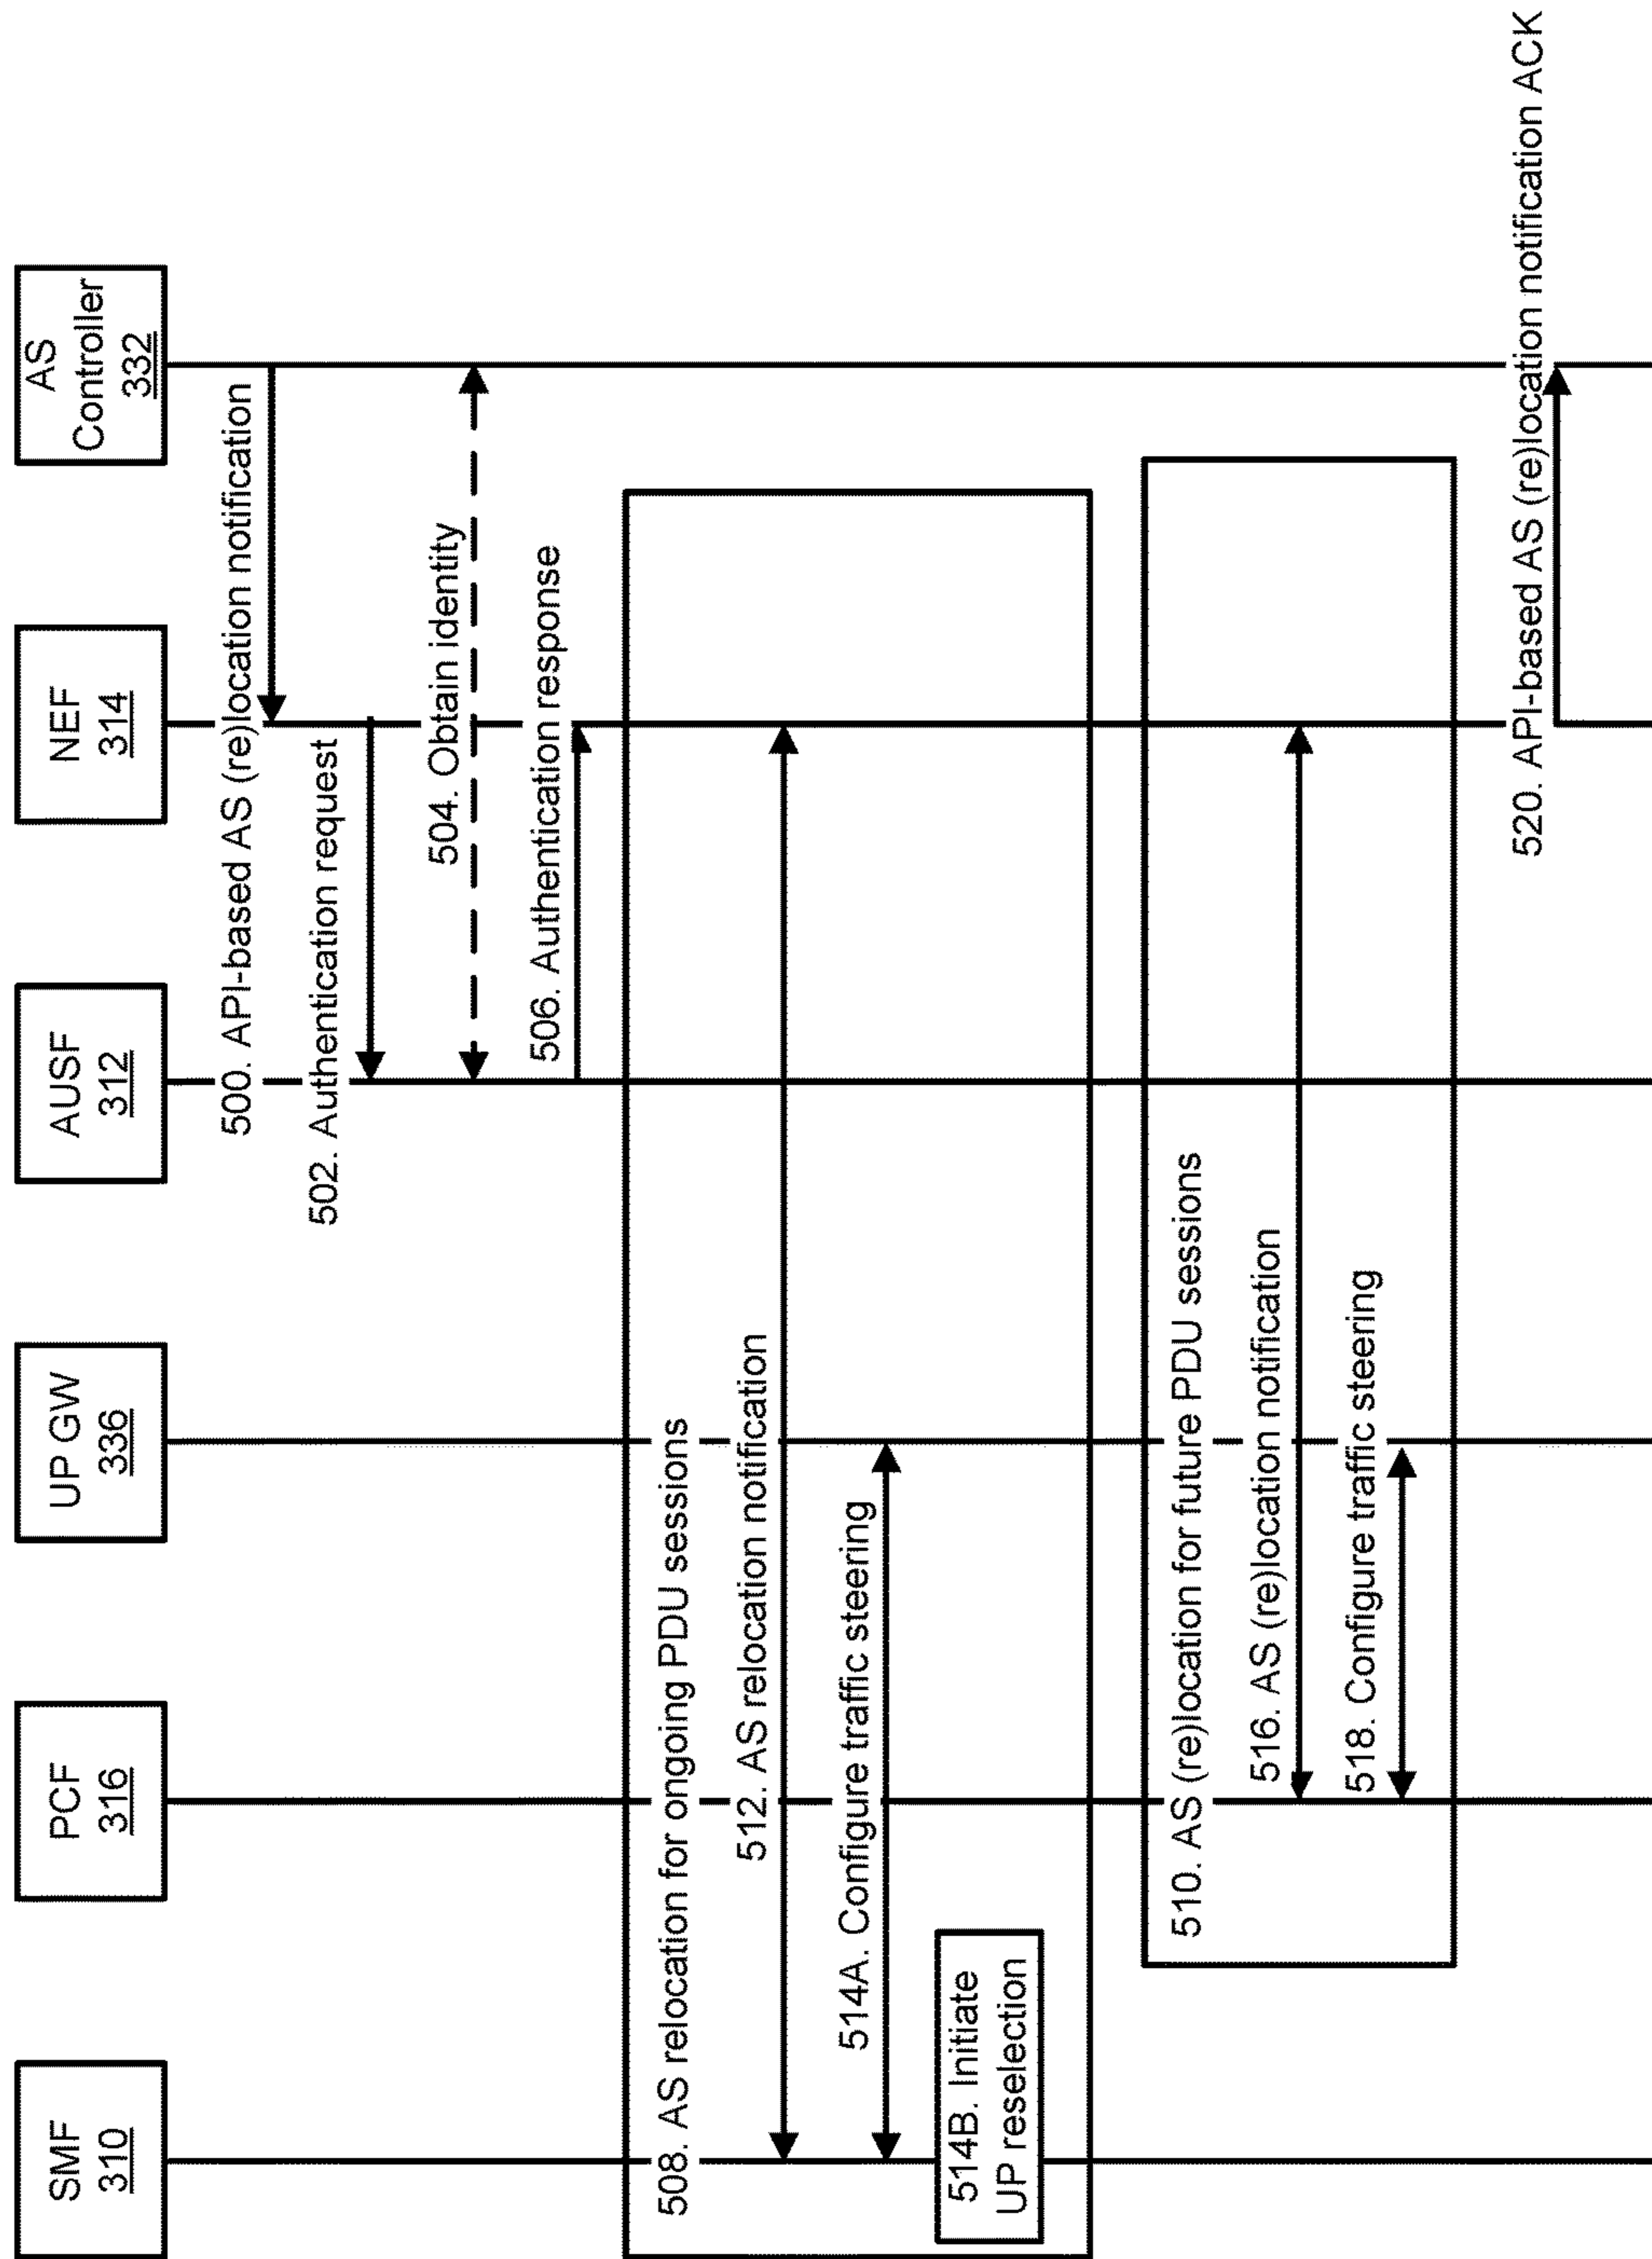 SMF
310
PCF
316
UP GW
336
AUSF
312
NEF
314
AS
Controller
332
500. API-based AS (re)location notification
502. Authentication request
504. Obtain identity
506. Authentication response
508. AS relocation for ongoing PDU sessions
512. AS relocation notification
514A. Configure traffic steering
514B. Initiate
UP reselection
510. AS (re)location for future PDU sessions
516. AS (re)location notification
518. Configure traffic steering
520. API-based AS (re)location notification ACK